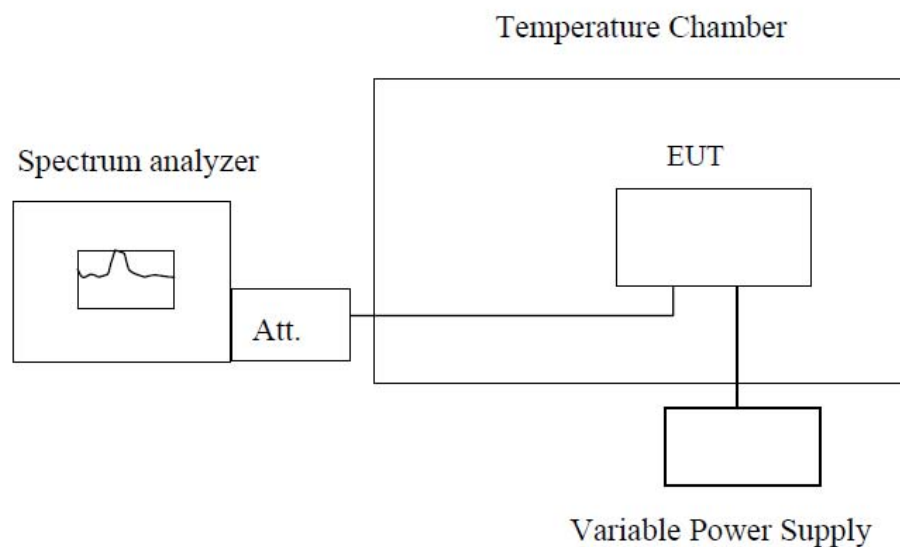 Temperature Chamber
Spectrum analyzer
EUT
Att.
Variable Power Supply